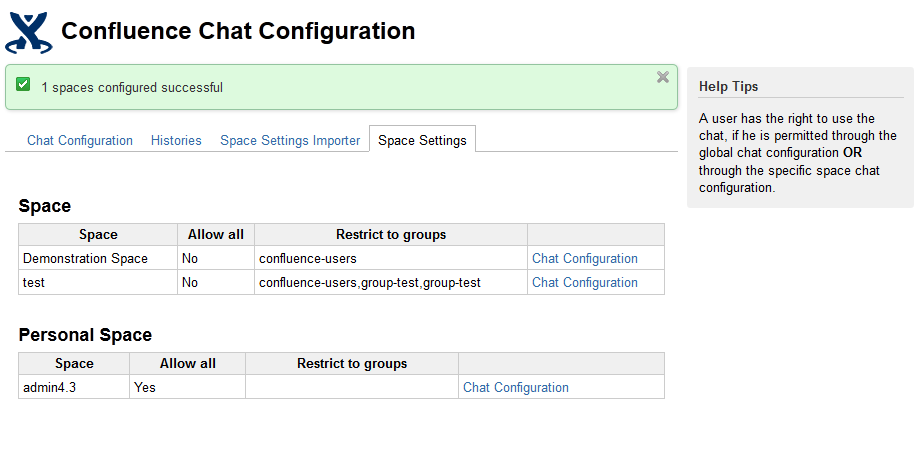 Confluence Chat Configuration
1 spaces configured successful
Chat Configuration Histories Space Settings Importer Space Settings
Space
Space Allow all Restrict to groups
Demonstration Space No confluence-users Chat Configuration
test No confluence-users,group-test,group-test Chat Configuration
Personal Space
Space Allow all Restrict to groups
admin4.3 Yes Chat Configuration
Help Tips
A user has the right to use the
chat, if he is permitted through the
global chat configuration OR
through the specific space chat
configuration.